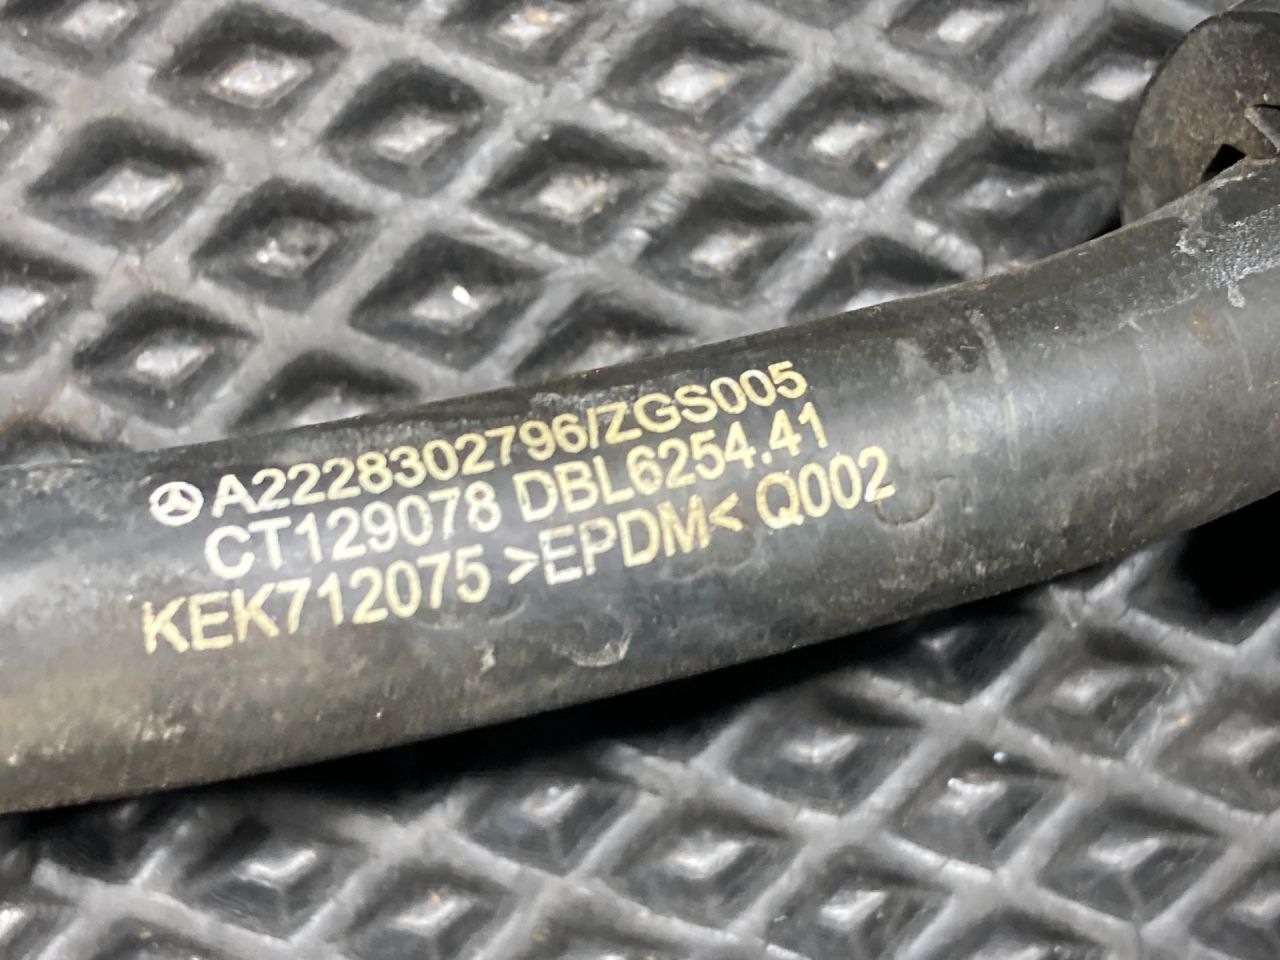 A2228302796/ZGS005
CT129078 DBL6254.41
KEK712075 >EPDM< Q002